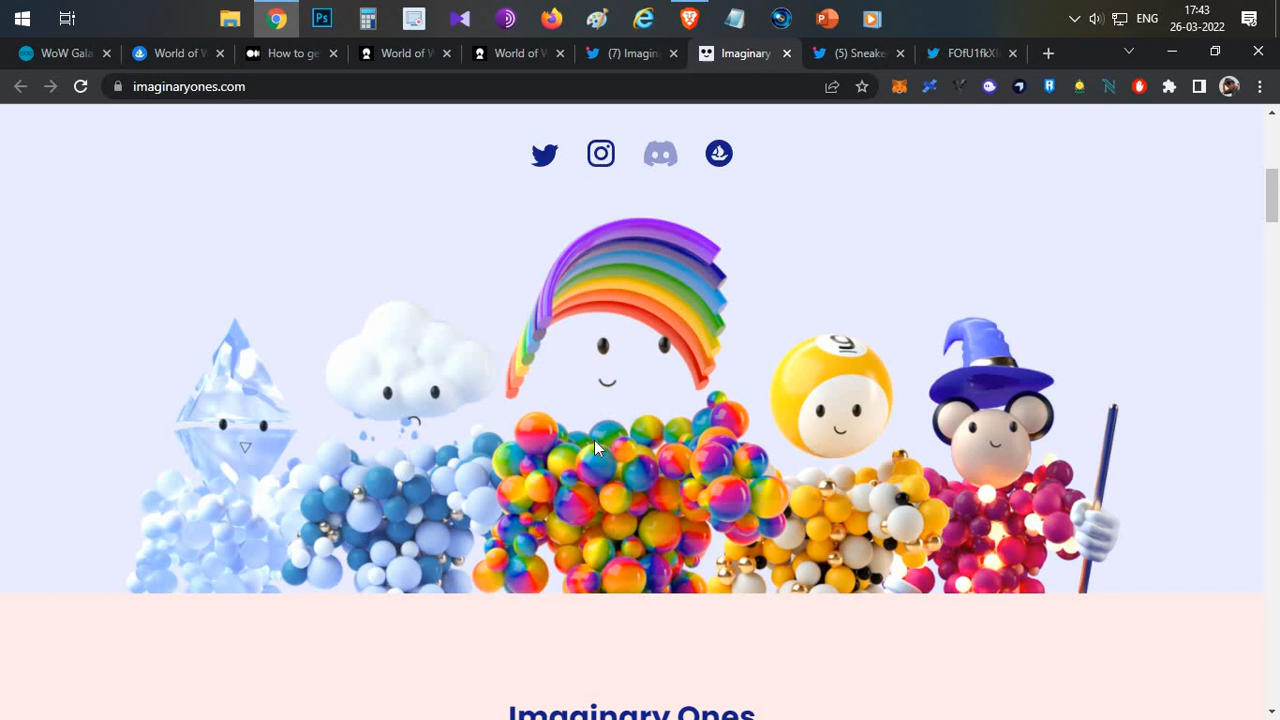 17:43
ENG
26-03-2022
WoW Gala
World of W
How to ge
World of W
World of W
(7) Imagin
Imaginary
(5) Sneake
FOfU1fkXI
imaginaryones.com
Imaginary Ones